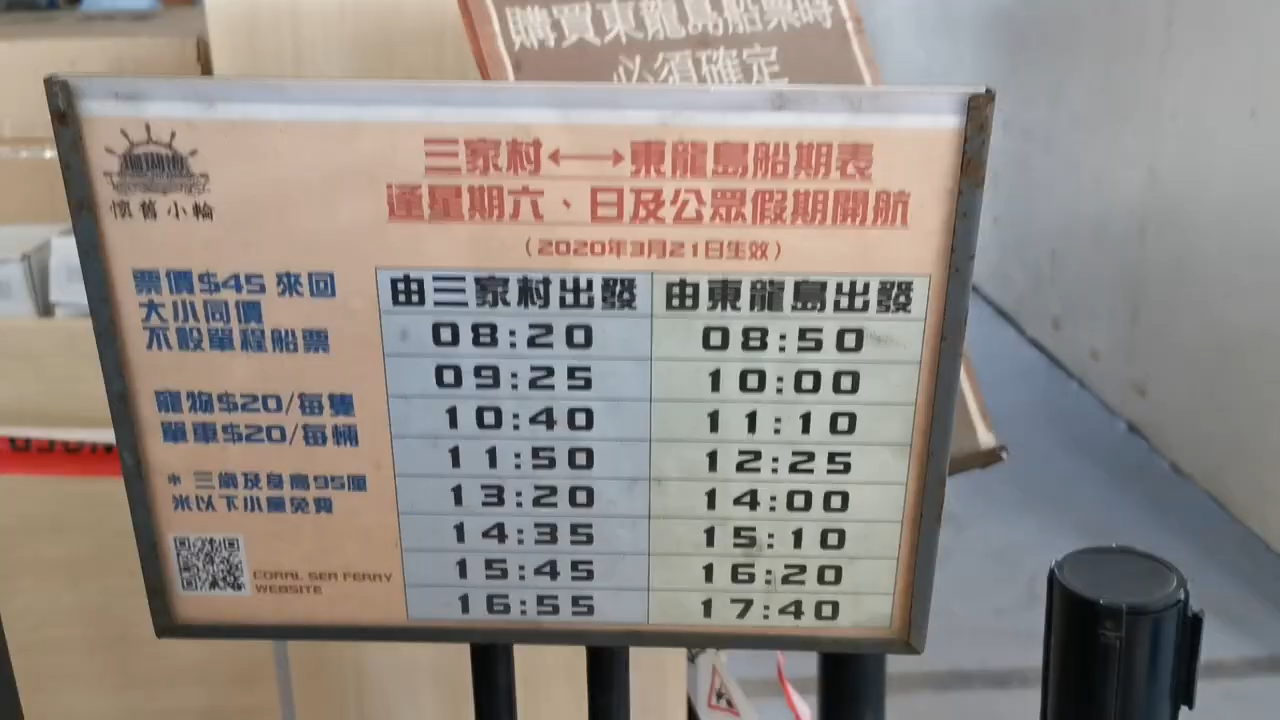 購買東龍島船票時
必須確定
珊瑚海
懷舊小輪
三家村⟷東龍島船期表
逢星期六、日及公眾假期開航
(2020年3月21日生效)
票價$45 來回
大小同價
不設單程船票
寵物$20/每隻
單車$20/每輛
* 三歲及身高95厘
米以下小童免費
CORAL SEA FERRY
WEBSITE
由三家村出發 由東龍島出發
08:20 08:50
09:25 10:00
10:40 11:10
11:50 12:25
13:20 14:00
14:35 15:10
15:45 16:20
16:55 17:40